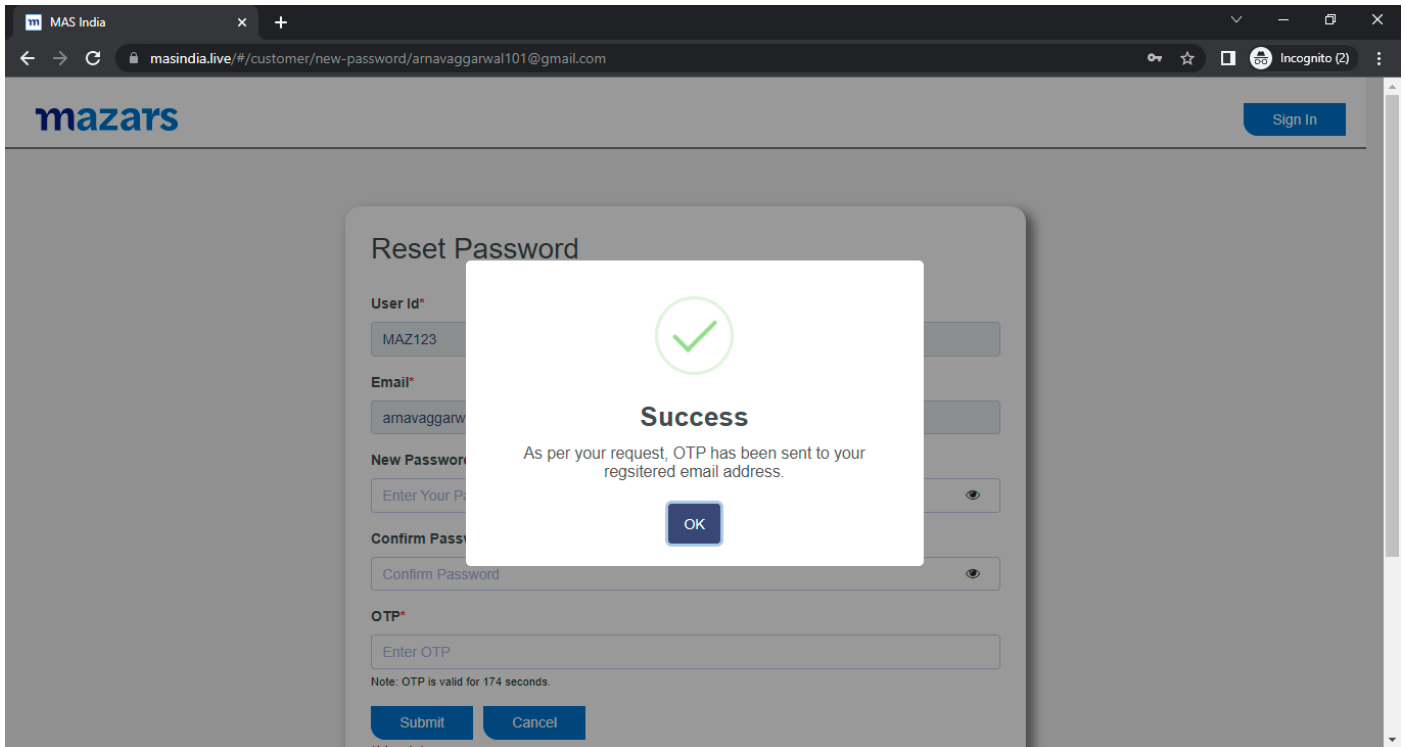 m MAS India
masindia.live/#/customer/new-password/arnavaggarwal101@gmail.com
Incognito (2)
mazars
Sign In
Reset Password
User Id*
MAZ123
Email*
arnavaggarw
New Passwor
Enter Your Pa
Confirm Pass
Confirm Password
OTP*
Enter OTP
Note: OTP is valid for 174 seconds.
Submit Cancel
Success
As per your request, OTP has been sent to your
regsitered email address.
OK